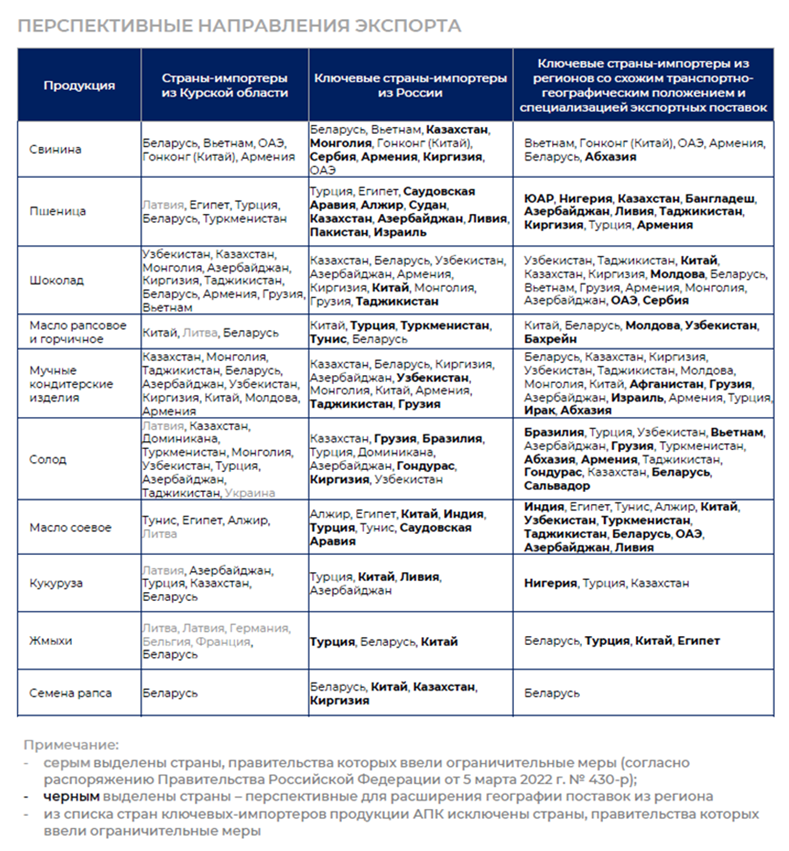 ПЕРСПЕКТИВНЫЕ НАПРАВЛЕНИЯ ЭКСПОРТА
Продукция
Страны-импортеры
из Курской области
Ключевые страны-импортеры
из России
Ключевые страны-импортеры из
регионов со схожим транспортно-
географическим положением и
специализацией экспортных поставок
Свинина
Беларусь, Вьетнам, ОАЭ,
Гонконг (Китай), Армения
Беларусь, Вьетнам, Казахстан,
Монголия, Гонконг (Китай),
Сербия, Армения, Киргизия,
ОАЭ
Вьетнам, Гонконг (Китай), ОАЭ, Армения,
Беларусь, Абхазия
Пшеница
Латвия, Египет, Турция,
Беларусь, Туркменистан
Турция, Египет, Саудовская
Аравия, Алжир, Судан,
Казахстан, Азербайджан, Ливия,
Пакистан, Израиль
ЮАР, Нигерия, Казахстан, Бангладеш,
Азербайджан, Ливия, Таджикистан,
Киргизия, Турция, Армения
Шоколад
Узбекистан, Казахстан,
Монголия, Азербайджан,
Киргизия, Таджикистан,
Беларусь, Армения, Грузия,
Вьетнам
Казахстан, Беларусь, Узбекистан,
Азербайджан, Армения,
Киргизия, Китай, Монголия,
Грузия, Таджикистан
Узбекистан, Таджикистан, Китай,
Казахстан, Киргизия, Молдова, Беларусь,
Вьетнам, Грузия, Армения, Монголия,
Азербайджан, ОАЭ, Сербия
Масло рапсовое
и горчичное
Китай, Литва, Беларусь
Китай, Турция, Туркменистан,
Тунис, Беларусь
Китай, Беларусь, Молдова, Узбекистан,
Бахрейн
Мучные
кондитерские
изделия
Казахстан, Монголия,
Таджикистан, Беларусь,
Азербайджан, Узбекистан,
Киргизия, Китай, Молдова,
Армения
Казахстан, Беларусь, Киргизия,
Азербайджан, Узбекистан,
Монголия, Китай, Армения,
Таджикистан, Грузия
Беларусь, Казахстан, Киргизия,
Узбекистан, Таджикистан, Молдова,
Монголия, Китай, Афганистан, Грузия,
Азербайджан, Израиль, Армения, Турция,
Ирак, Абхазия
Солод
Латвия, Казахстан,
Доминикана,
Туркменистан, Монголия,
Узбекистан, Турция,
Азербайджан,
Таджикистан, Украина
Казахстан, Грузия, Бразилия,
Турция, Доминикана,
Азербайджан, Гондурас,
Киргизия, Узбекистан
Бразилия, Турция, Узбекистан, Вьетнам,
Азербайджан, Грузия, Туркменистан,
Абхазия, Армения, Таджикистан,
Гондурас, Казахстан, Беларусь,
Сальвадор
Масло соевое
Тунис, Египет, Алжир,
Литва
Алжир, Египет, Китай, Индия,
Турция, Тунис, Саудовская
Аравия
Индия, Египет, Тунис, Алжир, Китай,
Узбекистан, Туркменистан,
Таджикистан, Беларусь, ОАЭ,
Азербайджан, Ливия
Кукуруза
Латвия, Азербайджан,
Турция, Казахстан,
Беларусь
Турция, Китай, Ливия,
Азербайджан
Нигерия, Турция, Казахстан
Жмыхи
Литва, Латвия, Германия,
Бельгия, Франция,
Беларусь
Турция, Беларусь, Китай
Беларусь, Турция, Китай, Египет
Семена рапса
Беларусь
Беларусь, Китай, Казахстан,
Киргизия
Беларусь
Примечание:
- серым выделены страны, правительства которых ввели ограничительные меры (согласно
распоряжению Правительства Российской Федерации от 5 марта 2022 г. № 430-р);
- черным выделены страны – перспективные для расширения географии поставок из региона
- из списка стран ключевых-импортеров продукции АПК исключены страны, правительства которых
ввели ограничительные меры